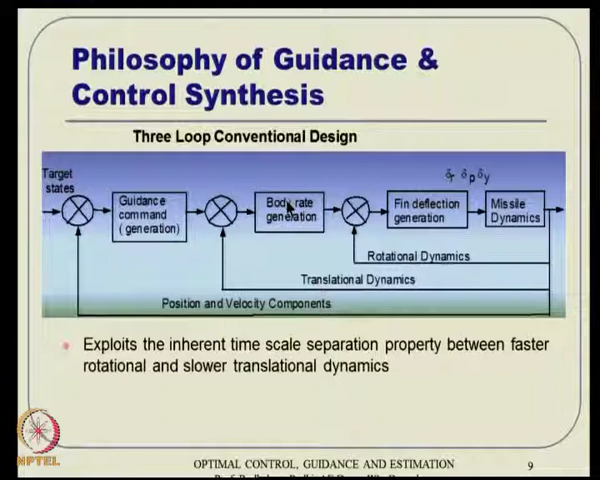 Philosophy of Guidance &
Control Synthesis
Three Loop Conventional Design
Target
states
Guidance
command
( generation)
Body rate
generation
δr δp δy
Fin deflection
generation
Missile
Dynamics
Rotational Dynamics
Translational Dynamics
Position and Velocity Components
Exploits the inherent time scale separation property between faster
rotational and slower translational dynamics
NPTEL
OPTIMAL CONTROL, GUIDANCE AND ESTIMATION
9